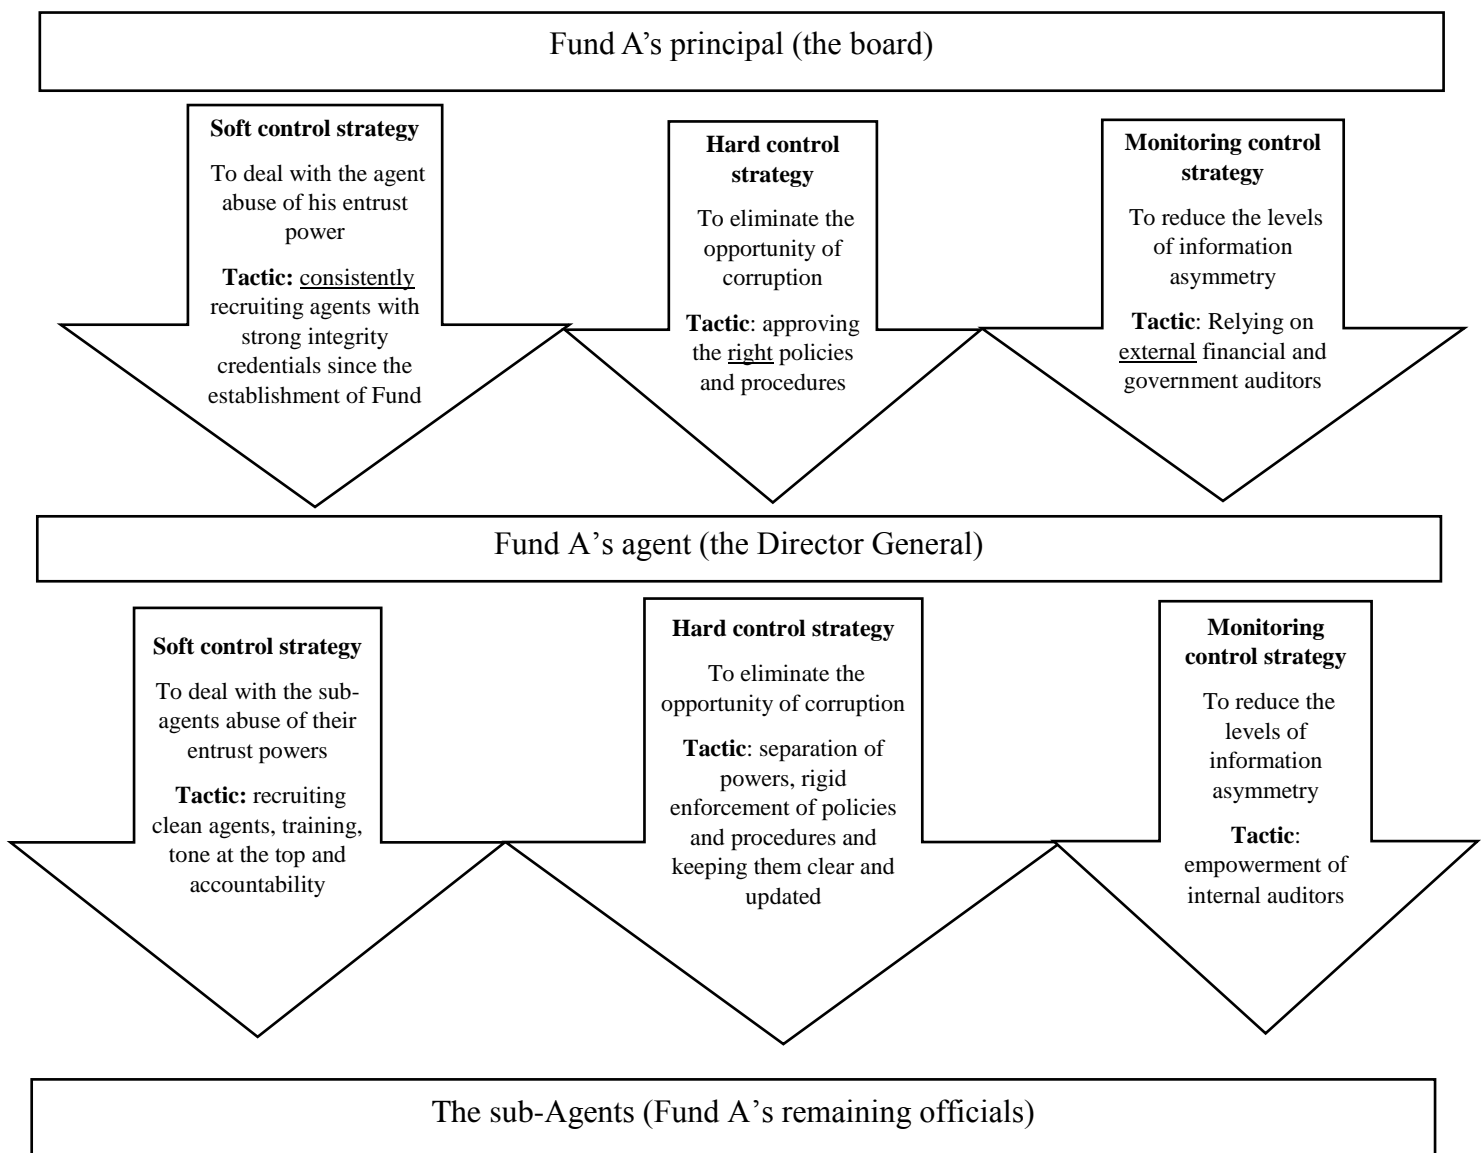 Fund A’s principal (the board)
Soft control strategy
To deal with the agent
abuse of his entrust
power
Tactic: consistently
recruiting agents with
strong integrity
credentials since the
establishment of Fund
Hard control
strategy
To eliminate the
opportunity of
corruption
Tactic: approving
the right policies
and procedures
Monitoring control
strategy
To reduce the levels
of information
asymmetry
Tactic: Relying on
external financial and
government auditors
Fund A’s agent (the Director General)
Soft control strategy
To deal with the sub-
agents abuse of their
entrust powers
Tactic: recruiting
clean agents, training,
tone at the top and
accountability
Hard control strategy
To eliminate the
opportunity of corruption
Tactic: separation of
powers, rigid
enforcement of policies
and procedures and
keeping them clear and
updated
Monitoring
control strategy
To reduce the
levels of
information
asymmetry
Tactic:
empowerment of
internal auditors
The sub-Agents (Fund A’s remaining officials)